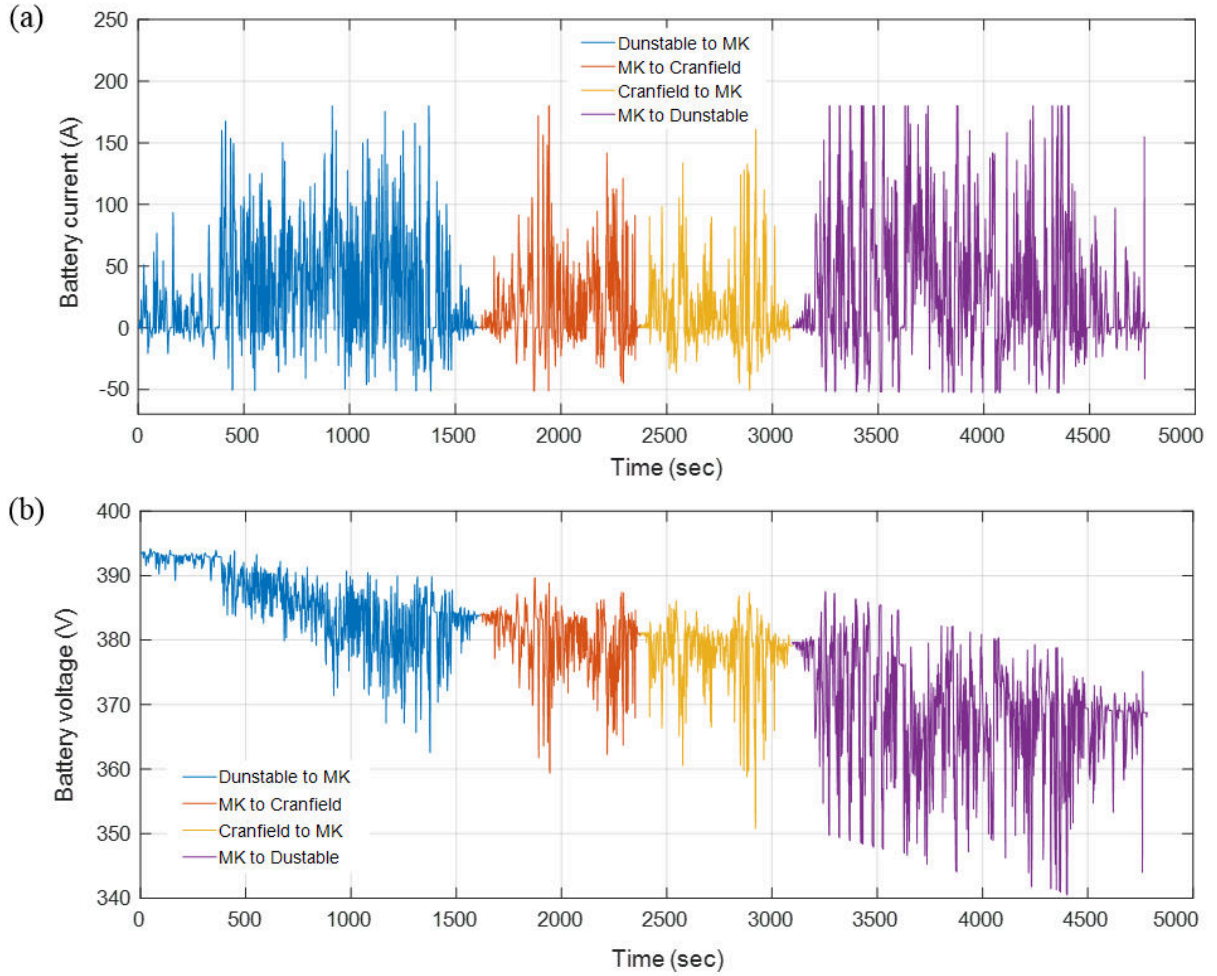 (a)
250
200
150
100
50
0
-50
Battery current (A)
Dunstable to MK
MK to Cranfield
Cranfield to MK
MK to Dunstable
0 500 1000 1500 2000 2500 3000 3500 4000 4500 5000
Time (sec)
(b)
400
390
380
370
360
350
340
Battery voltage (V)
Dunstable to MK
MK to Cranfield
Cranfield to MK
MK to Dustable
0 500 1000 1500 2000 2500 3000 3500 4000 4500 5000
Time (sec)